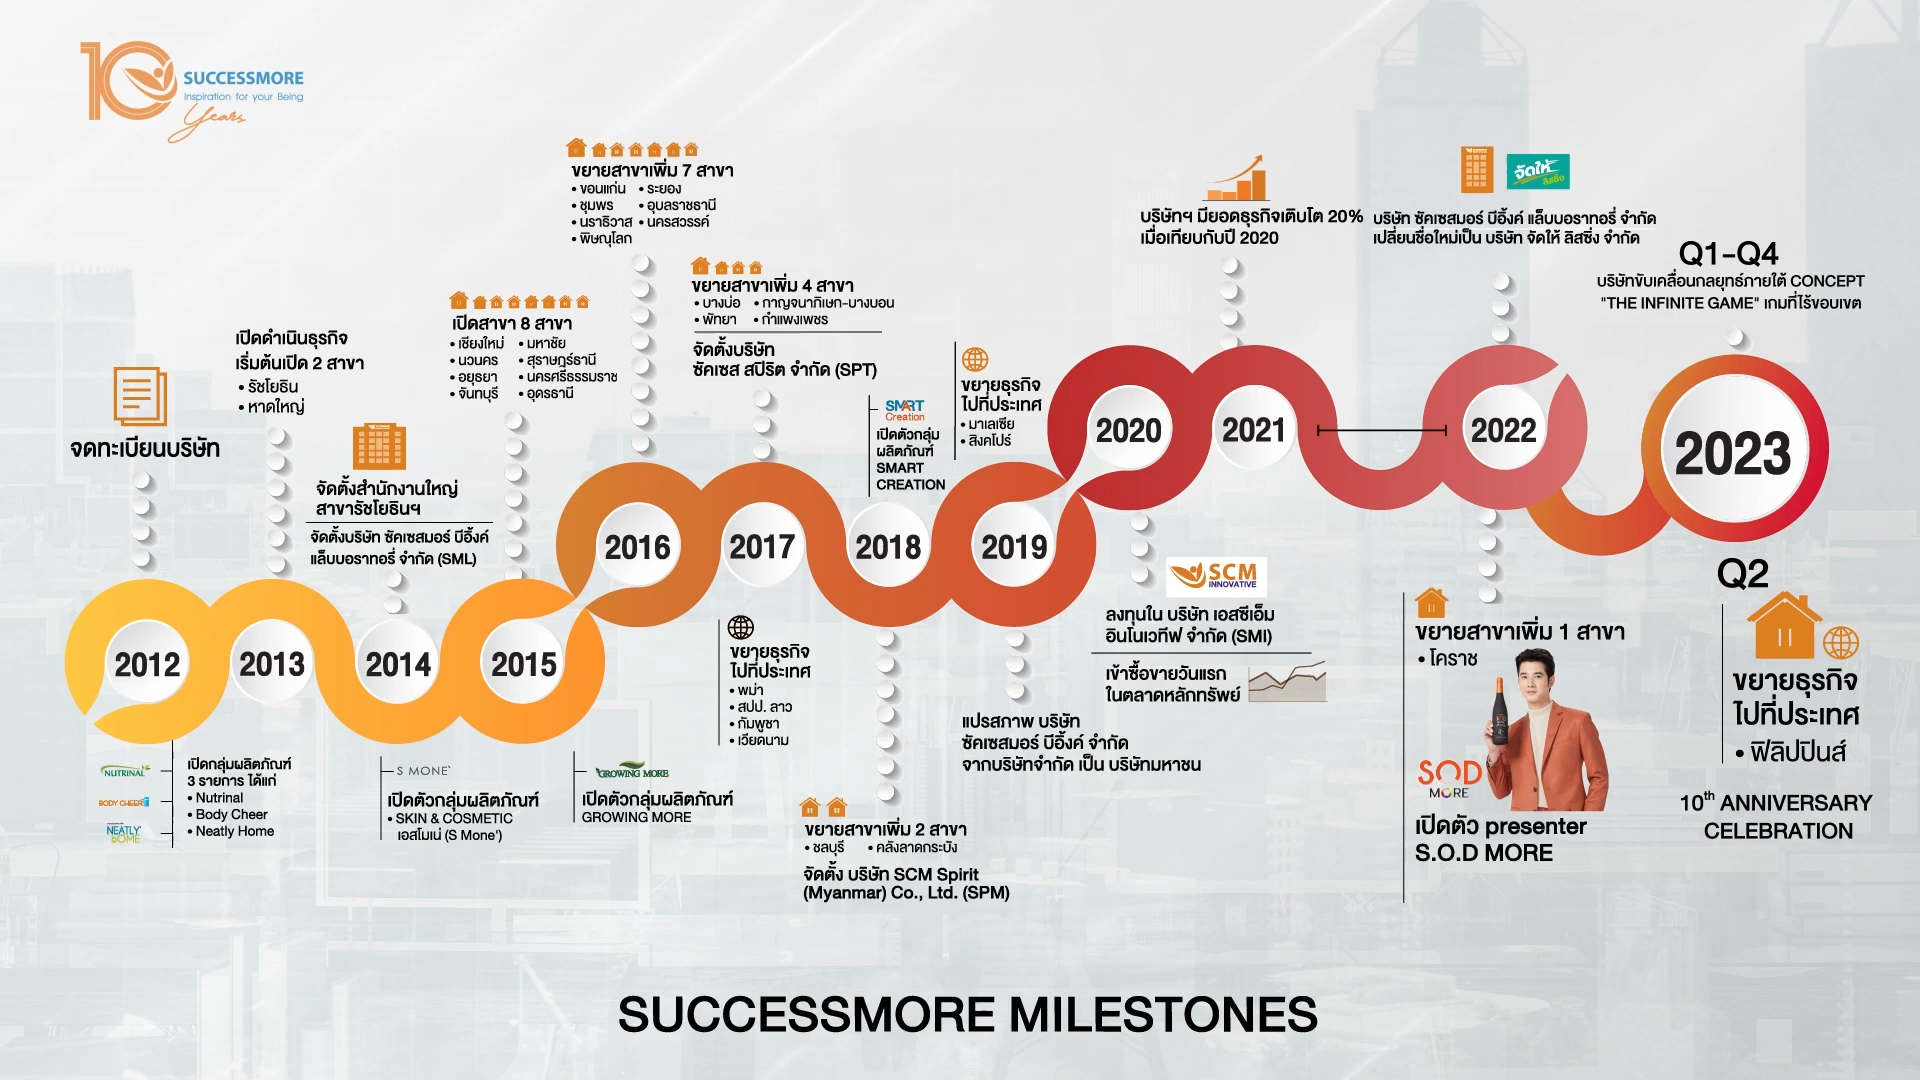 10
SUCCESSMORE
Inspiration for your Being
Years
จดทะเบียนบริษัท
2012
NUTRINAL
BODY CHEER
NEATLY HOME
เปิดกลุ่มผลิตภัณฑ์
3 รายการ ได้แก่
• Nutrinal
• Body Cheer
• Neatly Home
เปิดดำเนินธุรกิจ
เริ่มต้นเปิด 2 สาขา
• รัชโยธิน
• หาดใหญ่
2013
จัดตั้งสำนักงานใหญ่
สาขารัชโยธินฯ
จัดตั้งบริษัท ซัคเซสมอร์ บีอิ้งค์
แล็บบอราทอรี่ จำกัด (SML)
2014
S MONE'
เปิดตัวกลุ่มผลิตภัณฑ์
• SKIN & COSMETIC
เอสโมเน่ (S Mone')
เปิดสาขา 8 สาขา
• เชียงใหม่ • มหาชัย
• นวนคร • สุราษฎร์ธานี
• อยุธยา • นครศรีธรรมราช
• จันทบุรี • อุดรธานี
2015
GROWING MORE
เปิดตัวกลุ่มผลิตภัณฑ์
GROWING MORE
ขยายสาขาเพิ่ม 7 สาขา
• ขอนแก่น • ระยอง
• ชุมพร • อุบลราชธานี
• นราธิวาส • นครสวรรค์
• พิษณุโลก
2016
ขยายสาขาเพิ่ม 4 สาขา
• บางบ่อ • กาญจนาภิเษก-บางบอน
• พัทยา • กำแพงเพชร
จัดตั้งบริษัท
ซัคเซส สปิริต จำกัด (SPT)
2017
ขยายธุรกิจ
ไปที่ประเทศ
• พม่า
• สปป. ลาว
• กัมพูชา
• เวียดนาม
SMART
Creation
เปิดตัวกลุ่ม
ผลิตภัณฑ์
SMART
CREATION
2018
ขยายสาขาเพิ่ม 2 สาขา
• ชลบุรี • คลังลาดกระบัง
จัดตั้ง บริษัท SCM Spirit
(Myanmar) Co., Ltd. (SPM)
ขยายธุรกิจ
ไปที่ประเทศ
• มาเลเซีย
• สิงคโปร์
2019
แปรสภาพ บริษัท
ซัคเซสมอร์ บีอิ้งค์ จำกัด
จากบริษัทจำกัด เป็น บริษัทมหาชน
2020
SCM
INNOVATIVE
ลงทุนใน บริษัท เอสซีเอ็ม
อินโนเวทีฟ จำกัด (SMI)
เข้าซื้อขายวันแรก
ในตลาดหลักทรัพย์
บริษัทฯ มียอดธุรกิจเติบโต 20%
เมื่อเทียบกับปี 2020
2021
จัดให้
ลิสซิ่ง
บริษัท ซัคเซสมอร์ บีอิ้งค์ แล็บบอราทอรี่ จำกัด
เปลี่ยนชื่อใหม่เป็น บริษัท จัดให้ ลิสซิ่ง จำกัด
2022
ขยายสาขาเพิ่ม 1 สาขา
• โคราช
SOD
MORE
เปิดตัว presenter
S.O.D MORE
Q1-Q4
บริษัทขับเคลื่อนกลยุทธ์ภายใต้ CONCEPT
"THE INFINITE GAME" เกมที่ไร้ขอบเขต
2023
Q2
ขยายธุรกิจ
ไปที่ประเทศ
• ฟิลิปปินส์
10th ANNIVERSARY
CELEBRATION
SUCCESSMORE MILESTONES